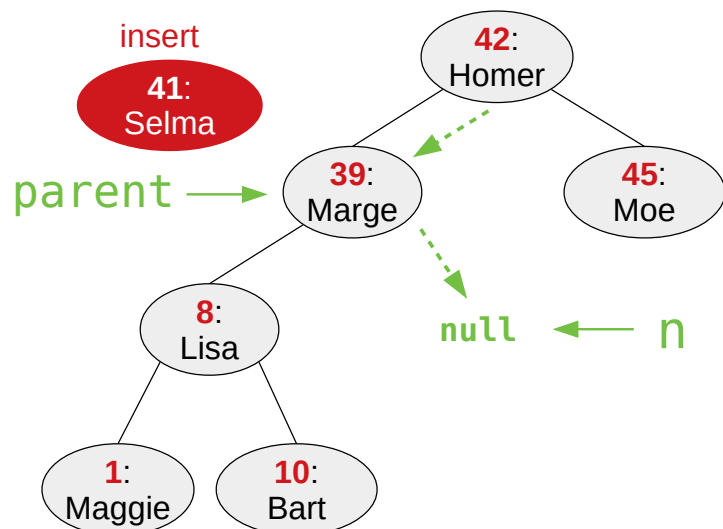 insert
41:
Selma
42:
Homer
parent
39:
Marge
45:
Moe
8:
Lisa
null
n
1:
Maggie
10:
Bart